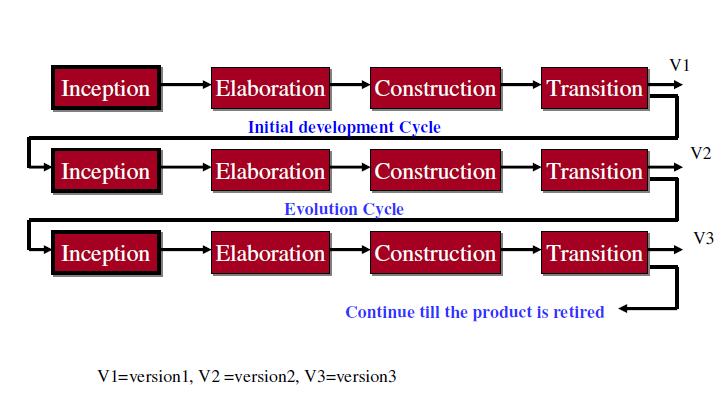 V1
Inception Elaboration Construction Transition
Initial development Cycle
V2
Inception Elaboration Construction Transition
Evolution Cycle
V3
Inception Elaboration Construction Transition
Continue till the product is retired
V1=version1, V2 =version2, V3=version3